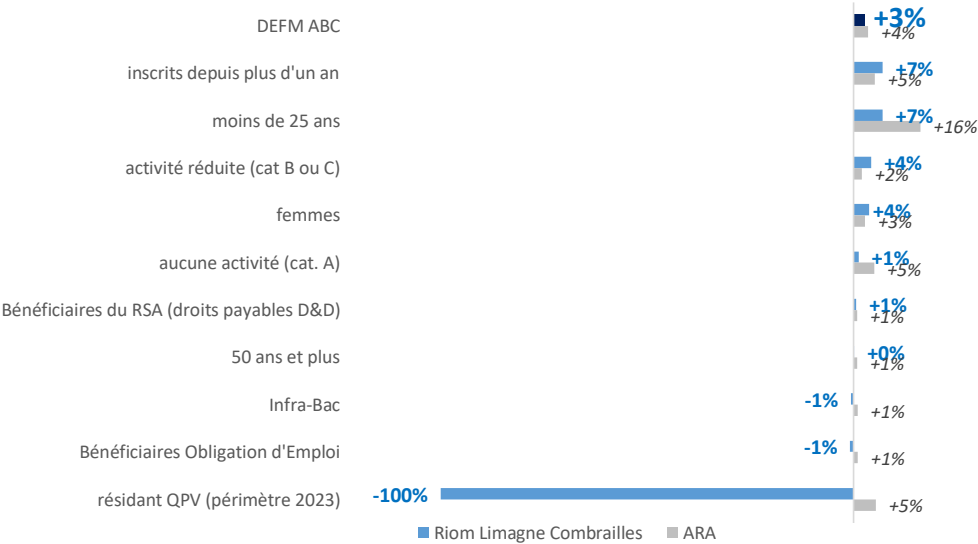 DEFM ABC +3% +4%
inscrits depuis plus d'un an +7% +5%
moins de 25 ans +7% +16%
activité réduite (cat B ou C) +4% +2%
femmes +4% +3%
aucune activité (cat. A) +1% +5%
Bénéficiaires du RSA (droits payables D&D) +1% +1%
50 ans et plus +0% +1%
Infra-Bac -1% +1%
Bénéficiaires Obligation d'Emploi -1% +1%
résidant QPV (périmètre 2023) -100% +5%
Riom Limagne Combrailles ARA